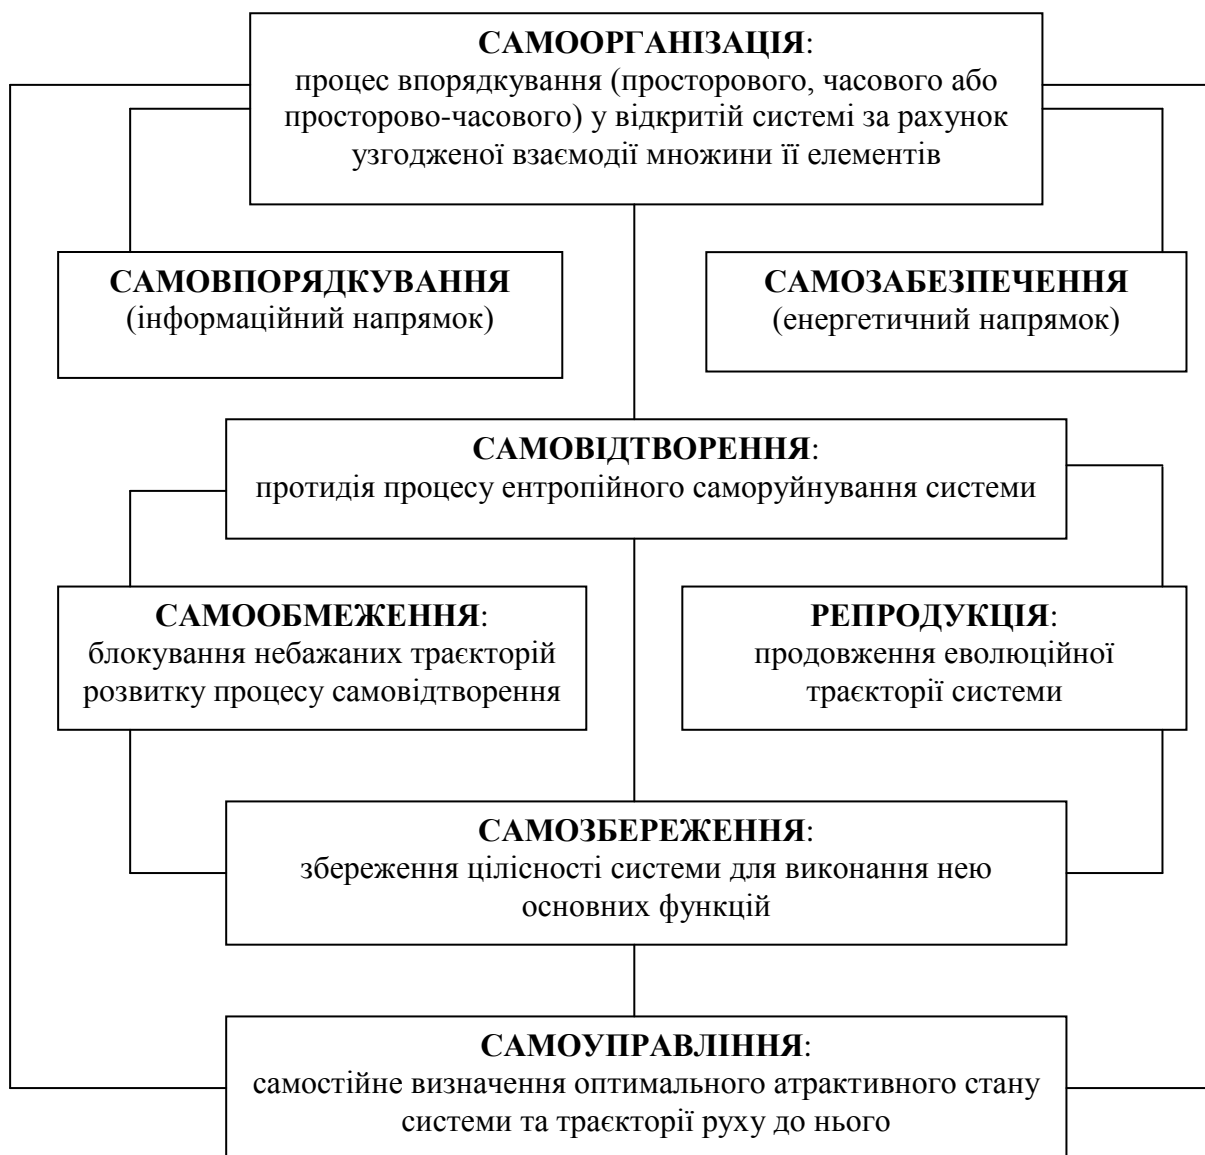 САМООРГАНІЗАЦІЯ:
процес впорядкування (просторового, часового або
просторово-часового) у відкритій системі за рахунок
узгодженої взаємодії множини її елементів
САМОВПОРЯДКУВАННЯ
(інформаційний напрямок)
САМОЗАБЕЗПЕЧЕННЯ
(енергетичний напрямок)
САМОВІДТВОРЕННЯ:
протидія процесу ентропійного саморуйнування системи
САМООБМЕЖЕННЯ:
блокування небажаних траєкторій
розвитку процесу самовідтворення
РЕПРОДУКЦІЯ:
продовження еволюційної
траєкторії системи
САМОЗБЕРЕЖЕННЯ:
збереження цілісності системи для виконання нею
основних функцій
САМОУПРАВЛІННЯ:
самостійне визначення оптимального атрактивного стану
системи та траєкторії руху до нього